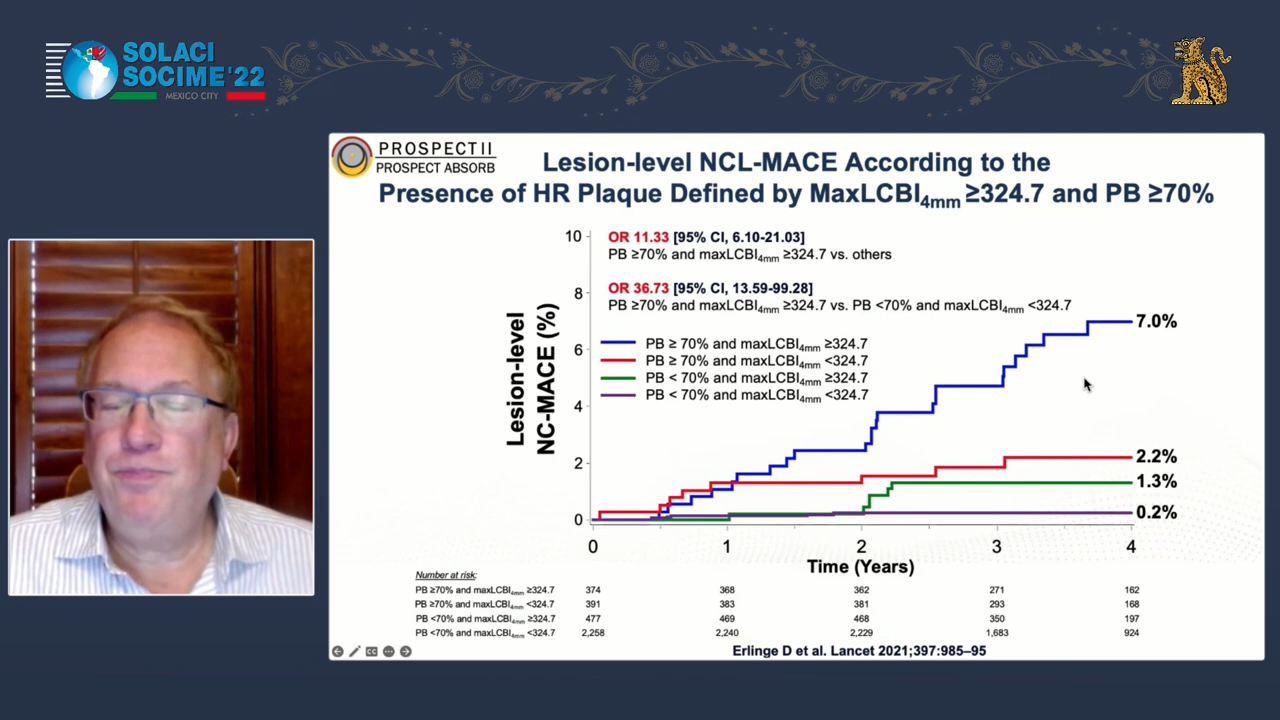 SOLACI
SOCIME'22
MEXICO CITY
PROSPECT II
PROSPECT ABSORB
Lesion-level NCL-MACE According to the
Presence of HR Plaque Defined by MaxLCBI4mm ≥324.7 and PB ≥70%
OR 11.33 [95% CI, 6.10-21.03]
PB ≥70% and maxLCBI4mm ≥324.7 vs. others
OR 36.73 [95% CI, 13.59-99.28]
PB ≥70% and maxLCBI4mm ≥324.7 vs. PB <70% and maxLCBI4mm <324.7
PB ≥ 70% and maxLCBI4mm ≥324.7
PB ≥ 70% and maxLCBI4mm <324.7
PB < 70% and maxLCBI4mm ≥324.7
PB < 70% and maxLCBI4mm <324.7
Lesion-level
NC-MACE (%)
10
8
6
4
2
0
7.0%
2.2%
1.3%
0.2%
0 1 2 3 4
Time (Years)
Number at risk:
PB ≥70% and maxLCBI4mm ≥324.7 374 368 362 271 162
PB ≥70% and maxLCBI4mm <324.7 391 383 381 293 168
PB <70% and maxLCBI4mm ≥324.7 477 469 468 350 197
PB <70% and maxLCBI4mm <324.7 2,258 2,240 2,229 1,683 924
Erlinge D et al. Lancet 2021;397:985–95